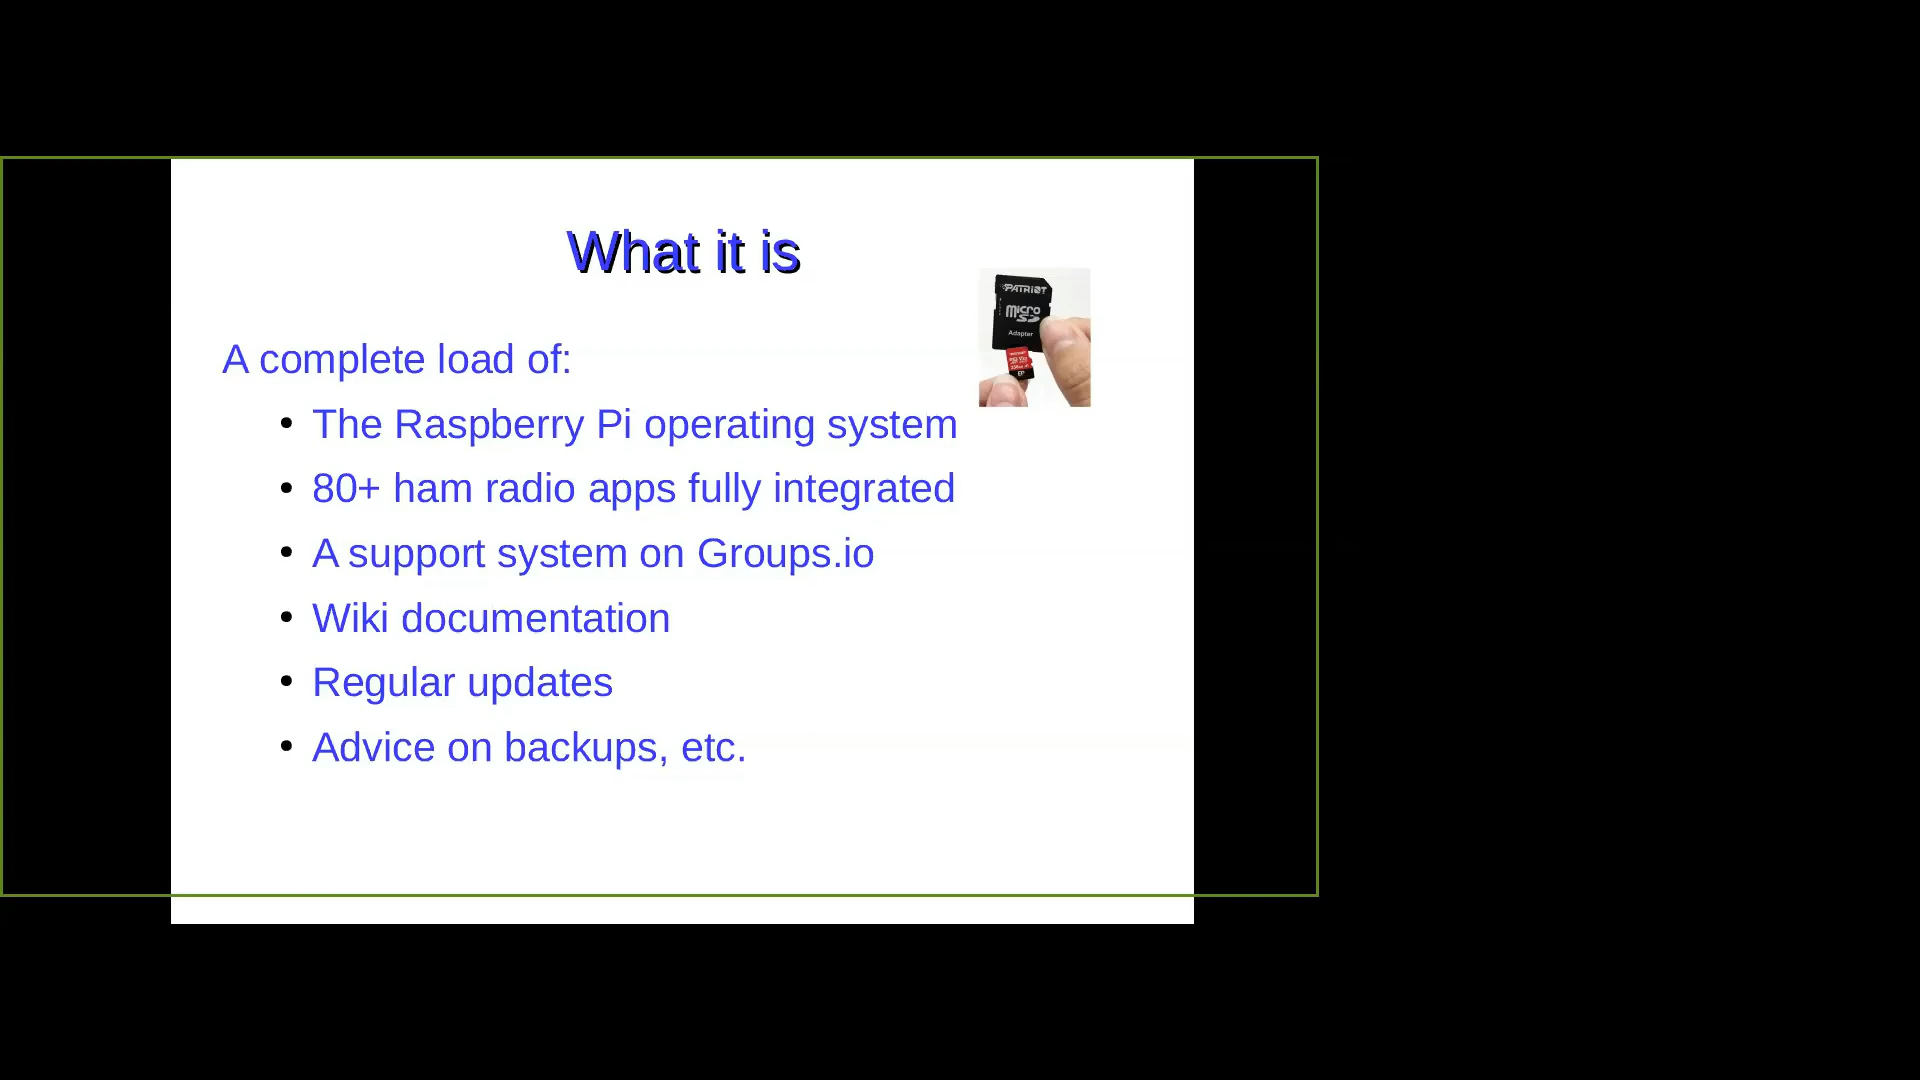 What it is
PATRIOT
micro
SD
Adapter
A complete load of:
• The Raspberry Pi operating system
• 80+ ham radio apps fully integrated
• A support system on Groups.io
• Wiki documentation
• Regular updates
• Advice on backups, etc.